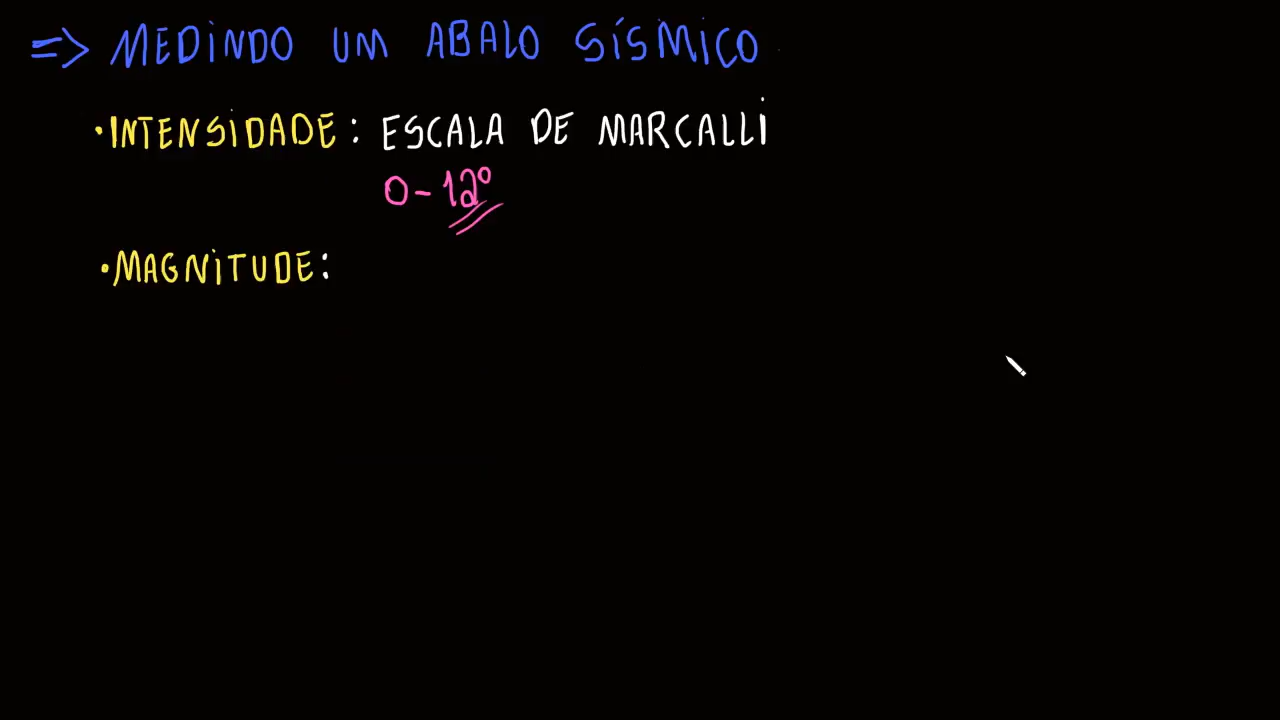 => MEDINDO UM ABALO SÍSMICO
• INTENSIDADE: ESCALA DE MARCALLI
0-12º
• MAGNITUDE: